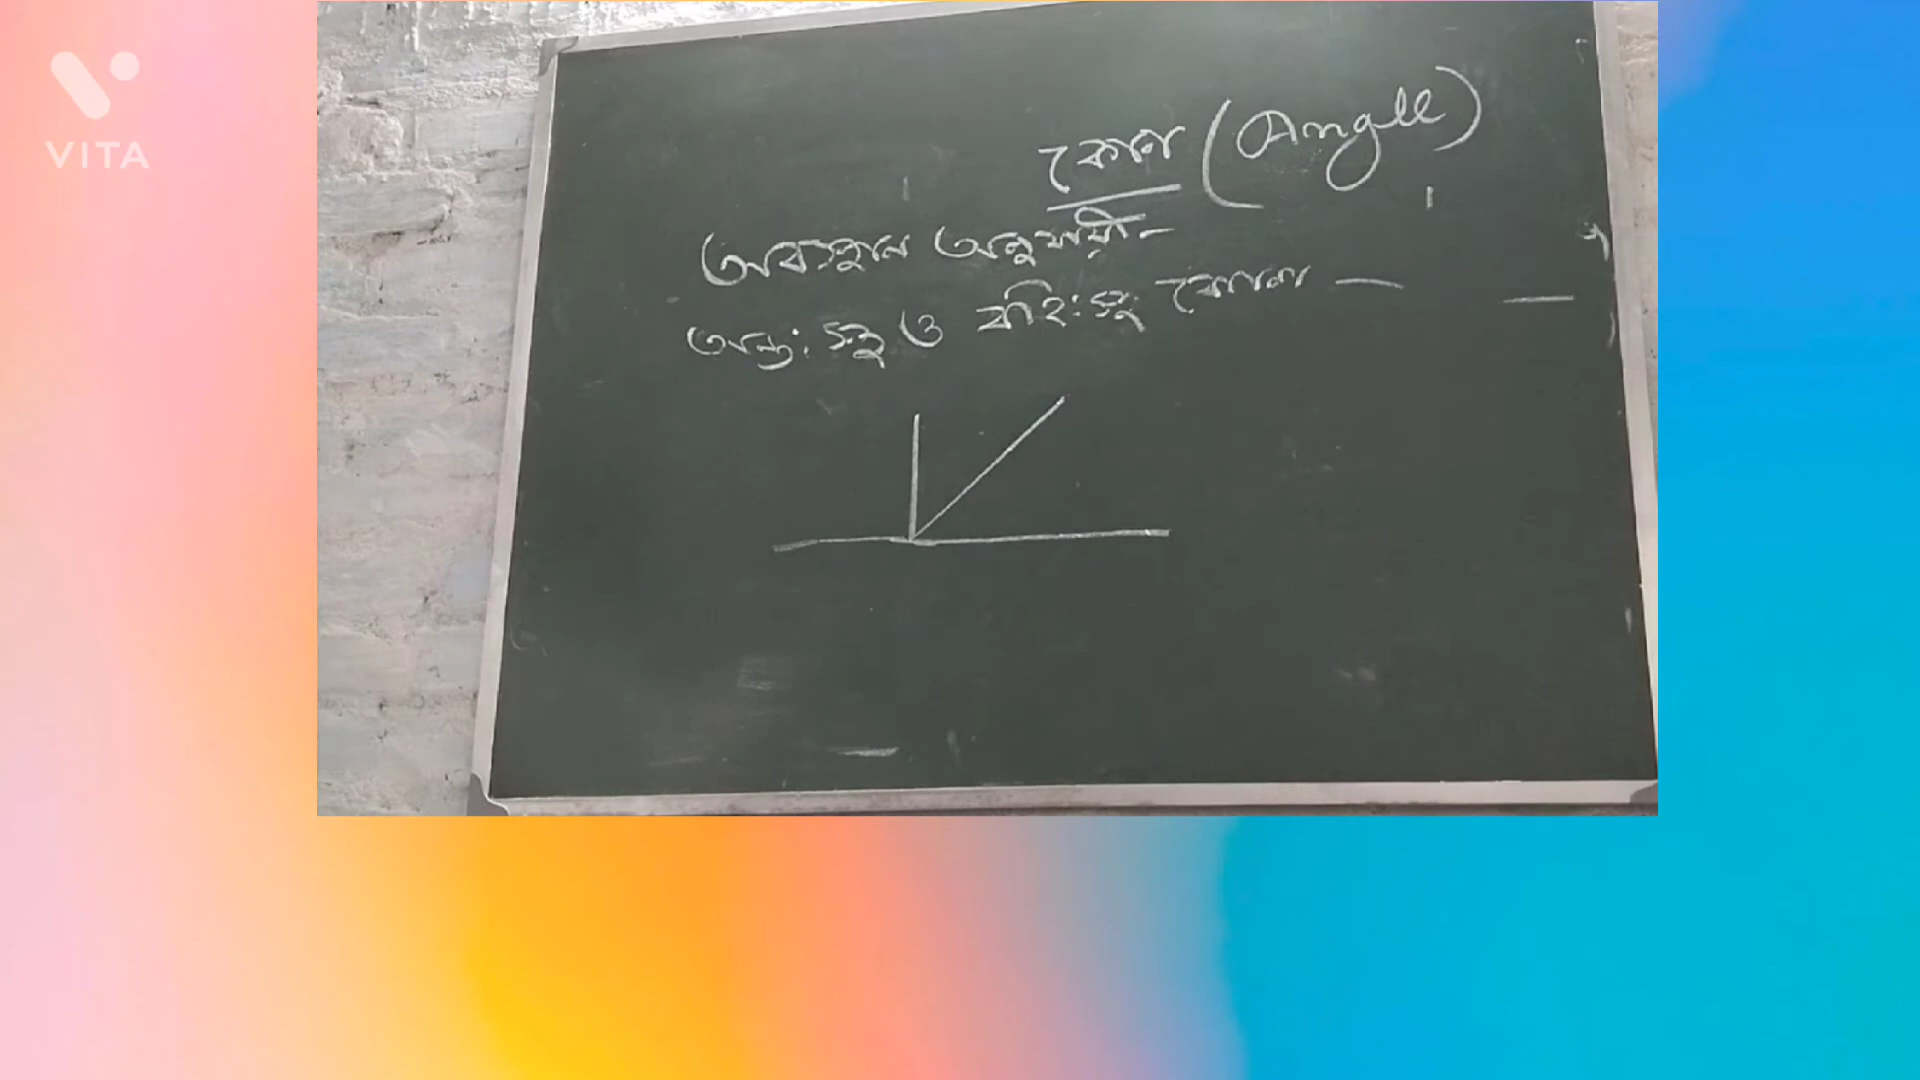 VITA
কোণ (Angle)
অবস্থান অনুযায়ী-
অন্ত:স্থ ও বহি:স্থ কোণ —